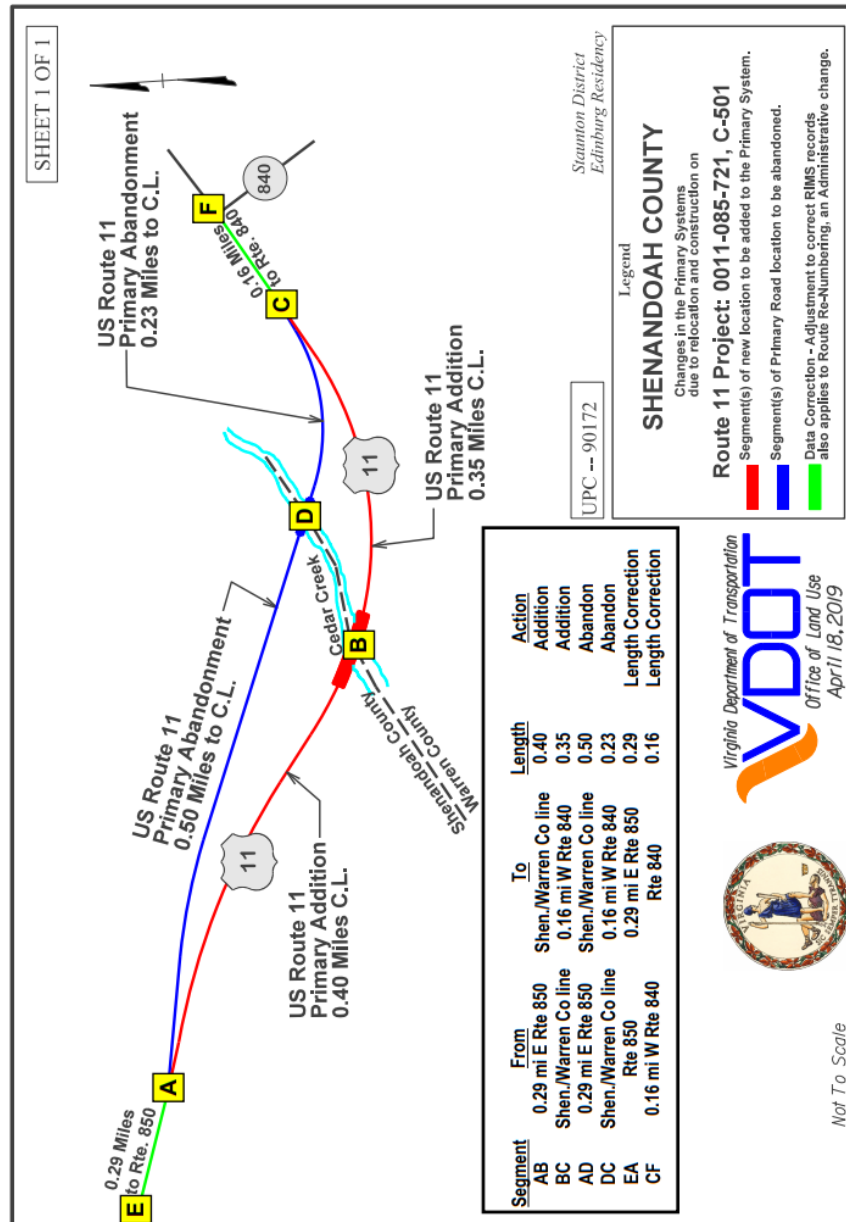 SHEET 1 OF 1
0.29 Miles
to Rte. 850
E
A
US Route 11
Primary Abandonment
0.50 Miles to C.L.
11
US Route 11
Primary Addition
0.40 Miles C.L.
Cedar Creek
Shenandoah County
Warren County
B
D
US Route 11
Primary Abandonment
0.23 Miles to C.L.
11
US Route 11
Primary Addition
0.35 Miles C.L.
C
0.16 Miles
to Rte. 840
F
840
Segment From To Length Action
AB 0.29 mi E Rte 850 Shen./Warren Co line 0.40 Addition
BC Shen./Warren Co line 0.16 mi W Rte 840 0.35 Addition
AD 0.29 mi E Rte 850 Shen./Warren Co line 0.50 Abandon
DC Shen./Warren Co line 0.16 mi W Rte 840 0.23 Abandon
EA Rte 850 0.29 mi E Rte 850 0.29 Length Correction
CF 0.16 mi W Rte 840 Rte 840 0.16 Length Correction
Staunton District
Edinburg Residency
UPC -- 90172
Legend
SHENANDOAH COUNTY
Changes in the Primary Systems
due to relocation and construction on
Route 11 Project: 0011-085-721, C-501
Segment(s) of new location to be added to the Primary System.
Segment(s) of Primary Road location to be abandoned.
Data Correction - Adjustment to correct RIMS records
also applies to Route Re-Numbering, an Administrative change.
Not To Scale
VIRGINIA
SIC SEMPER TYRANNIS
Virginia Department of Transportation
VDOT
Office of Land Use
April 18, 2019